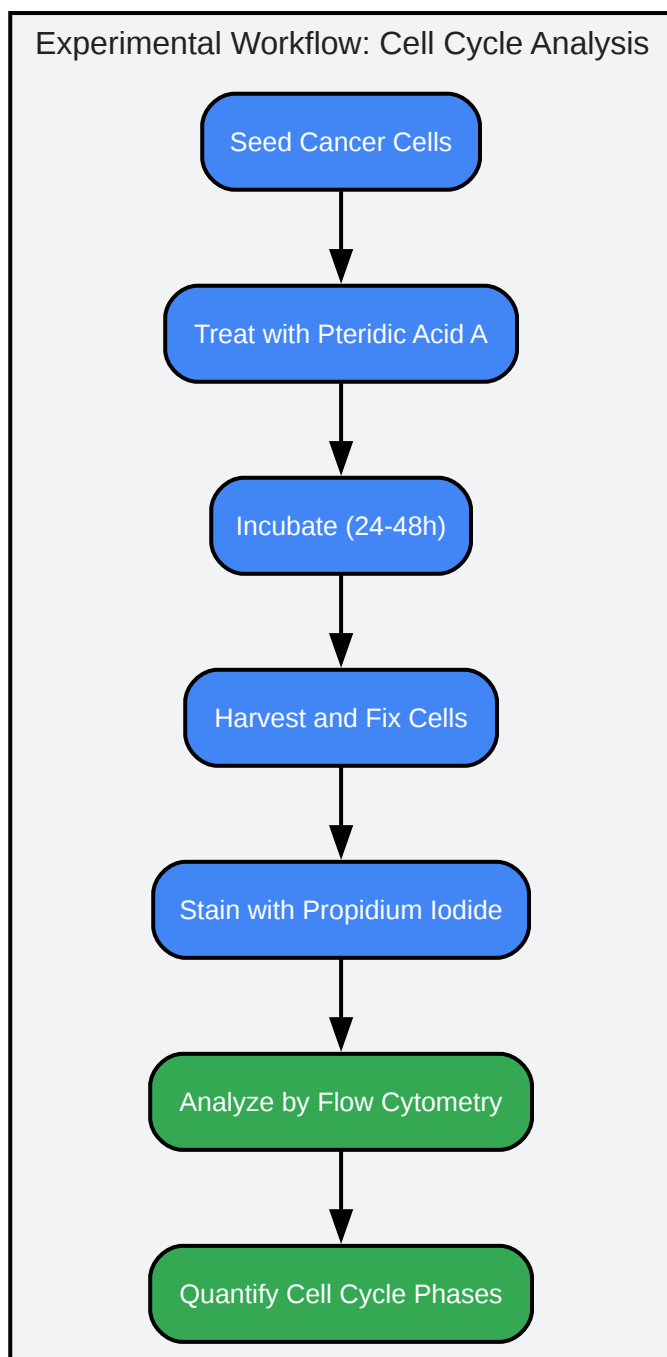 Experimental Workflow: Cell Cycle Analysis
Seed Cancer Cells
Treat with Pteridic Acid A
Incubate (24-48h)
Harvest and Fix Cells
Stain with Propidium Iodide
Analyze by Flow Cytometry
Quantify Cell Cycle Phases